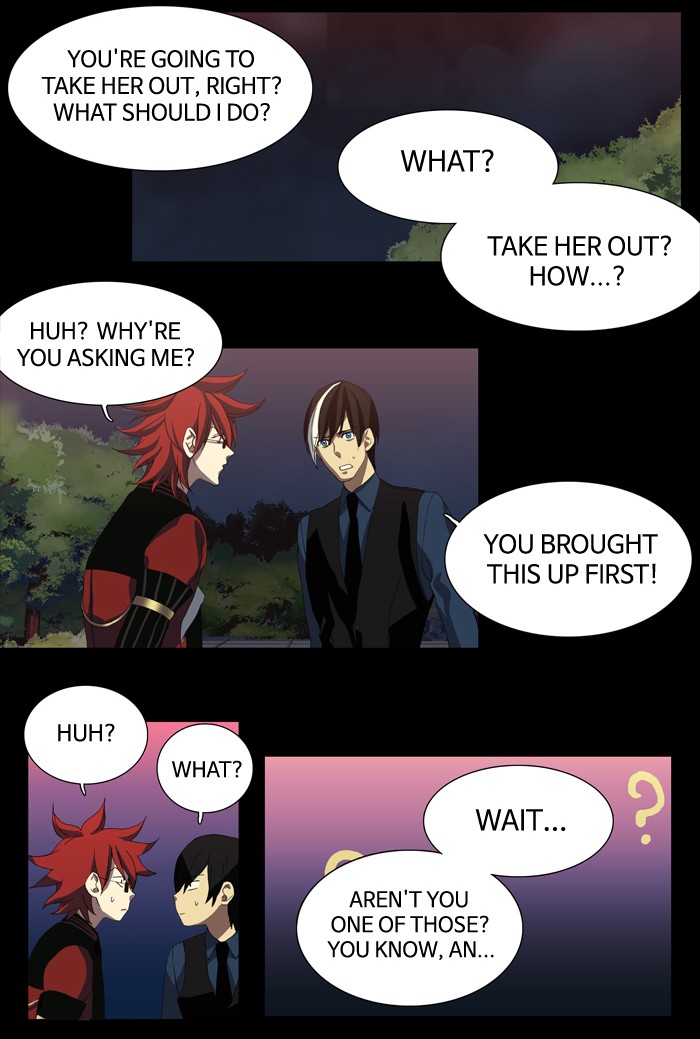 YOU'RE GOING TO
TAKE HER OUT, RIGHT?
WHAT SHOULD I DO?
WHAT?
TAKE HER OUT?
HOW...?
HUH? WHY'RE
YOU ASKING ME?
YOU BROUGHT
THIS UP FIRST!
HUH?
WHAT?
WAIT...
?
?
AREN'T YOU
ONE OF THOSE?
YOU KNOW, AN...